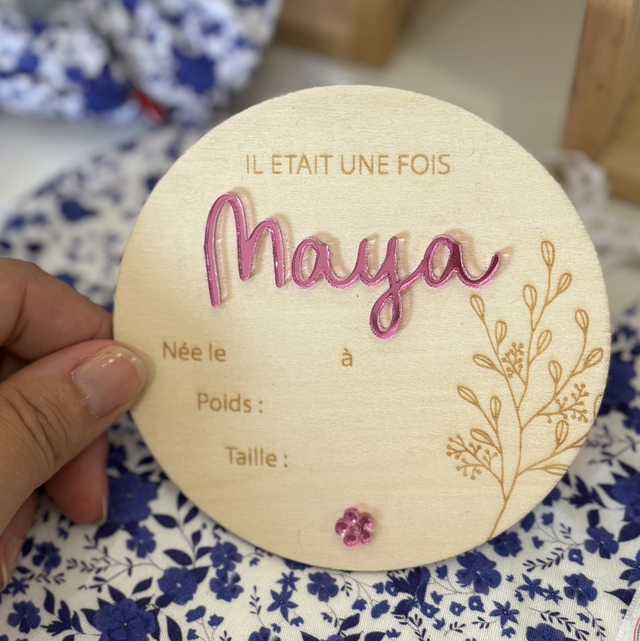 IL ETAIT UNE FOIS
Maya
Née le à
Poids :
Taille :